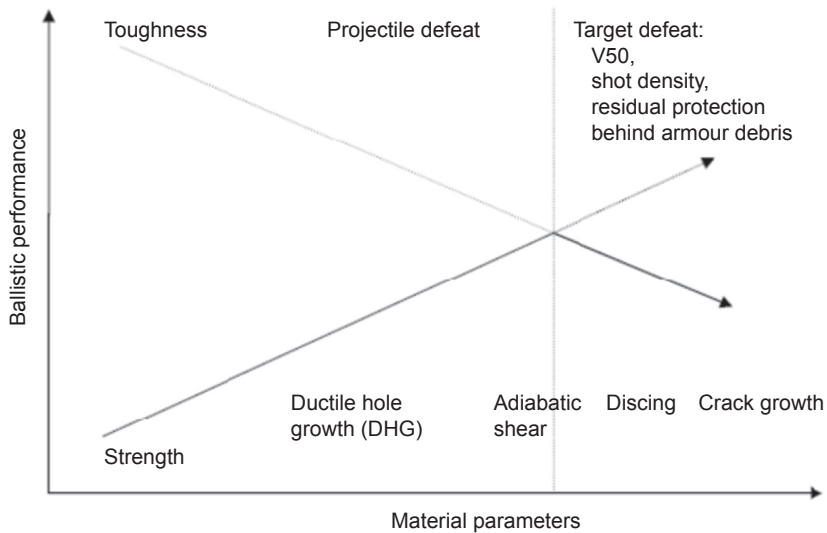 Toughness
Projectile defeat
Target defeat:
V50,
shot density,
residual protection
behind armour debris
Ballistic performance
Ductile hole
growth (DHG)
Adiabatic
shear
Discing
Crack growth
Strength
Material parameters